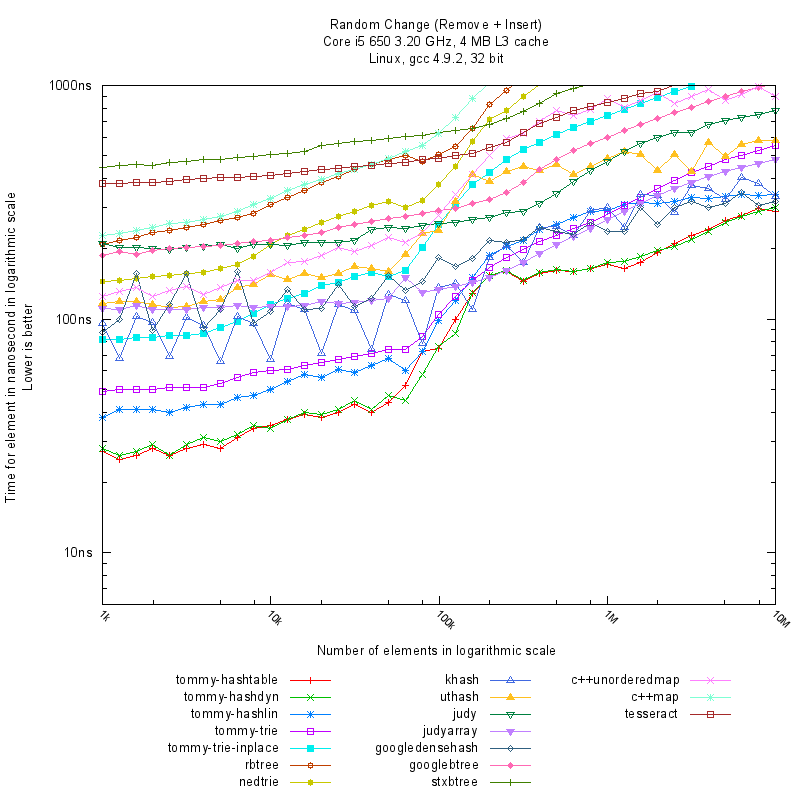 Random Change (Remove + Insert)
Core i5 650 3.20 GHz, 4 MB L3 cache
Linux, gcc 4.9.2, 32 bit
Time for element in nanosecond in logarithmic scale
Lower is better
1000ns
100ns
10ns
1k
10k
100k
1M
10M
Number of elements in logarithmic scale
tommy-hashtable
tommy-hashdyn
tommy-hashlin
tommy-trie
tommy-trie-inplace
rbtree
nedtrie
khash
uthash
judy
judyarray
googledensehash
googlebtree
stxbtree
c++unorderedmap
c++map
tesseract